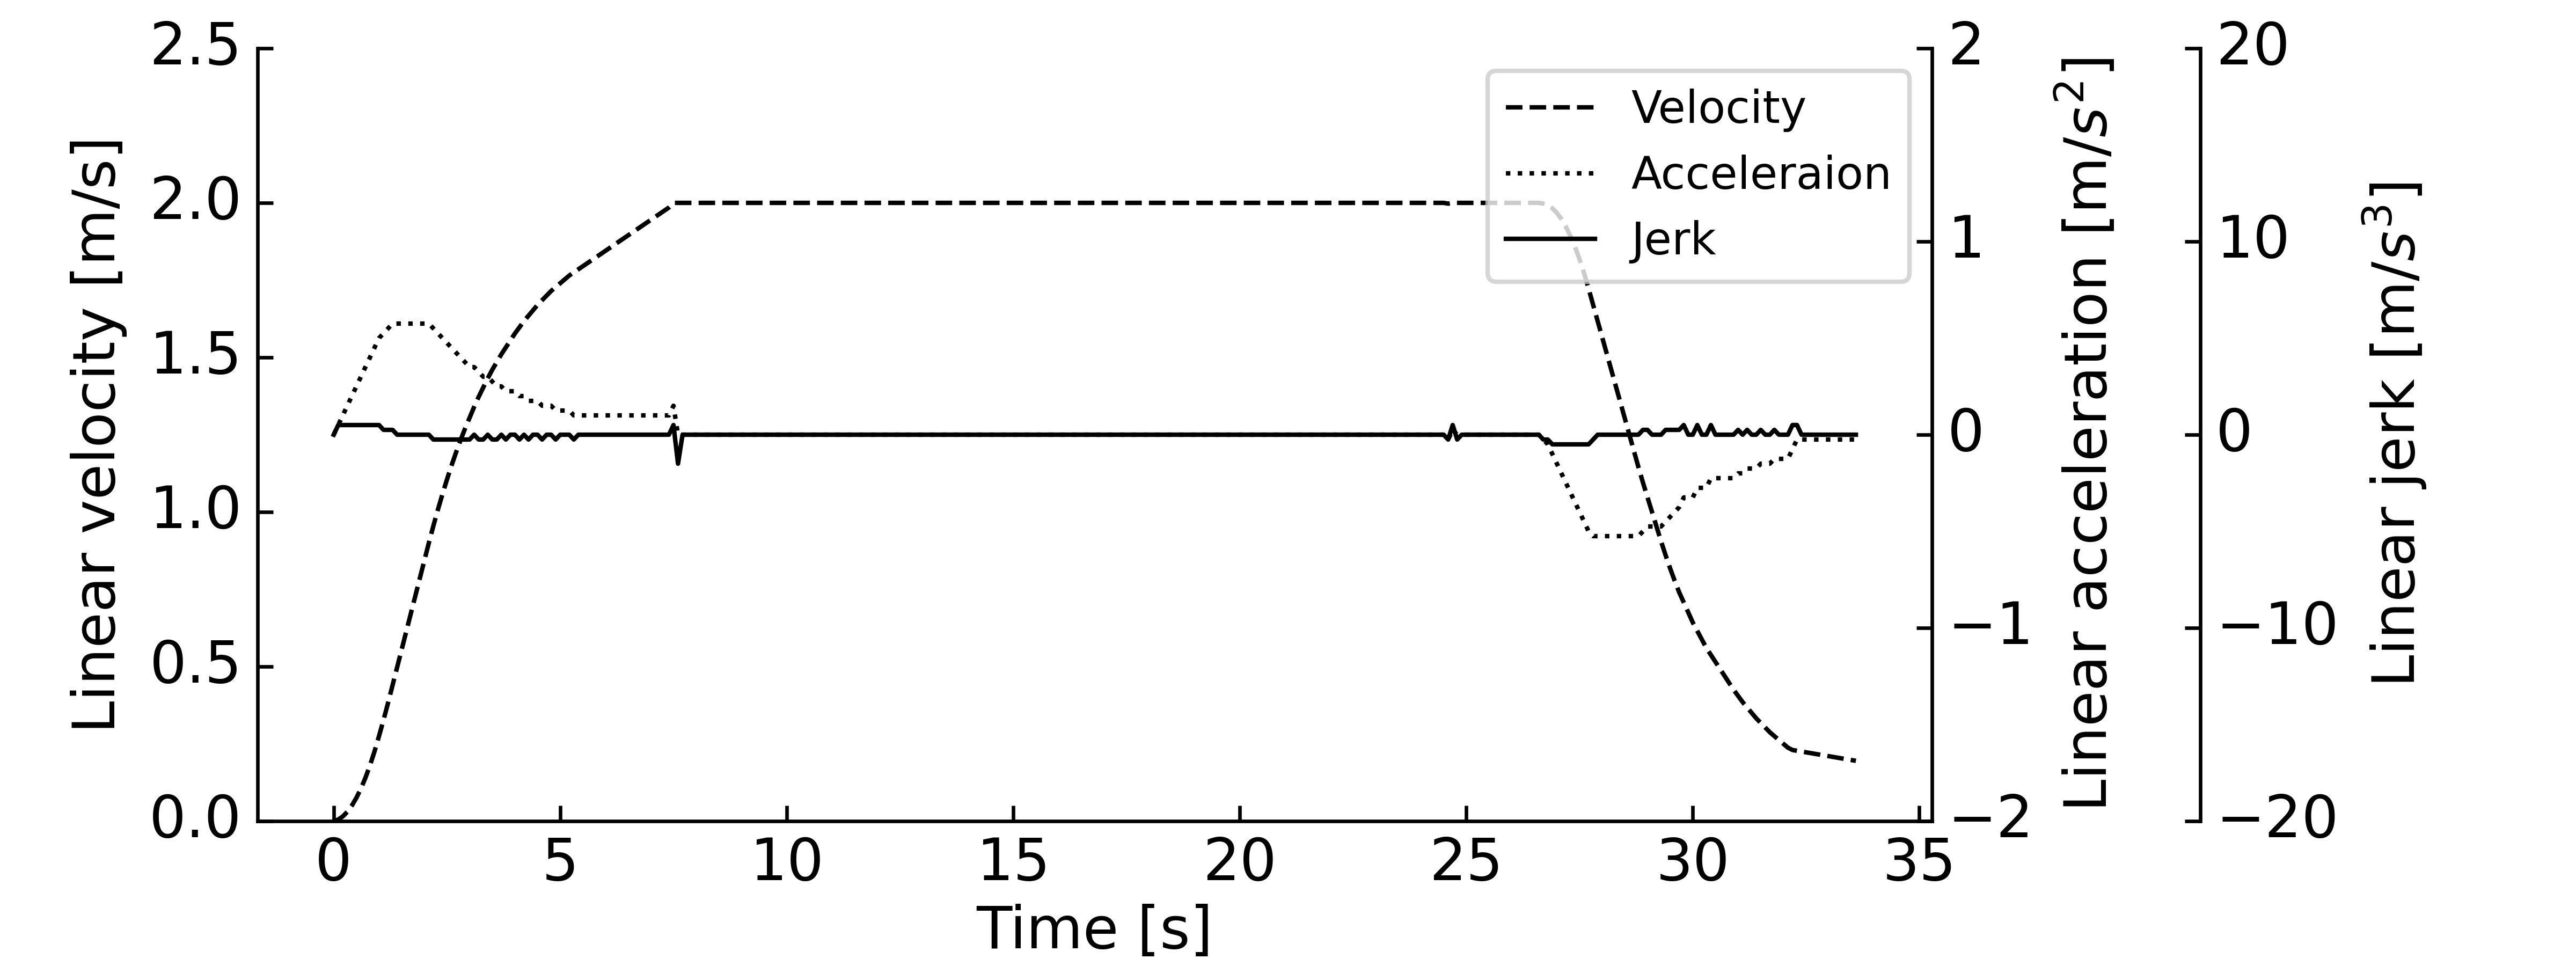 Linear velocity [m/s]
2.5
2.0
1.5
1.0
0.5
0.0
0 5 10 15 20 25 30 35
Time [s]
Velocity
Acceleraion
Jerk
2
1
0
−1
−2
Linear acceleration [m/s²]
20
10
0
−10
−20
Linear jerk [m/s³]